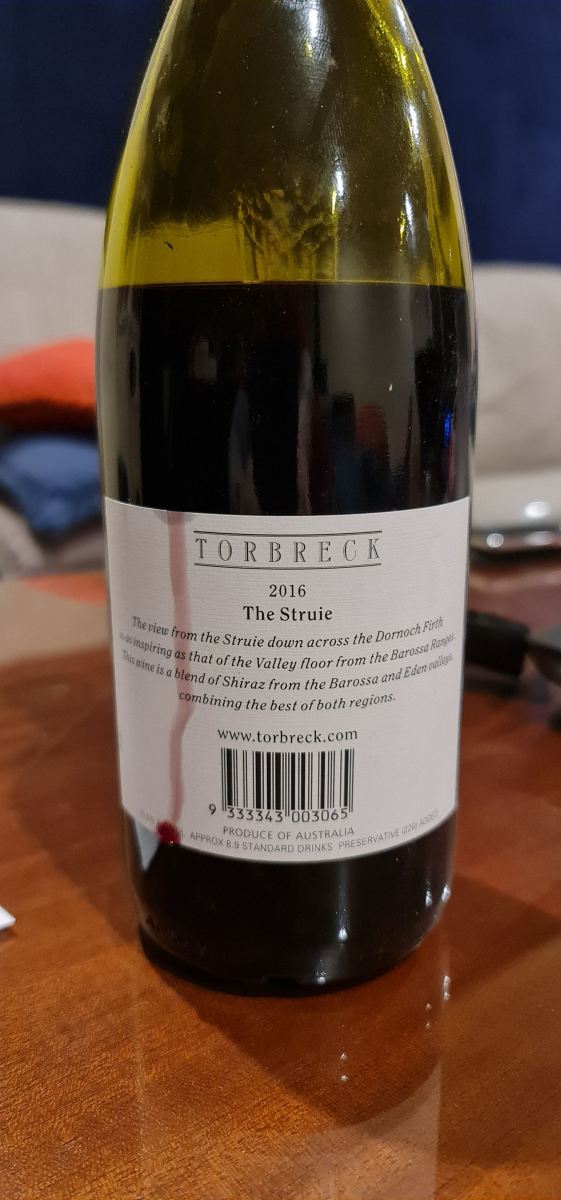 TORBRECK
2016
The Struie
The view from the Struie down across the Dornoch Firth
is as inspiring as that of the Valley floor from the Barossa Ranges.
This wine is a blend of Shiraz from the Barossa and Eden valleys,
combining the best of both regions.
www.torbreck.com
9 333343 003065
PRODUCE OF AUSTRALIA
APPROX 8.9 STANDARD DRINKS PRESERVATIVE (220) ADDED